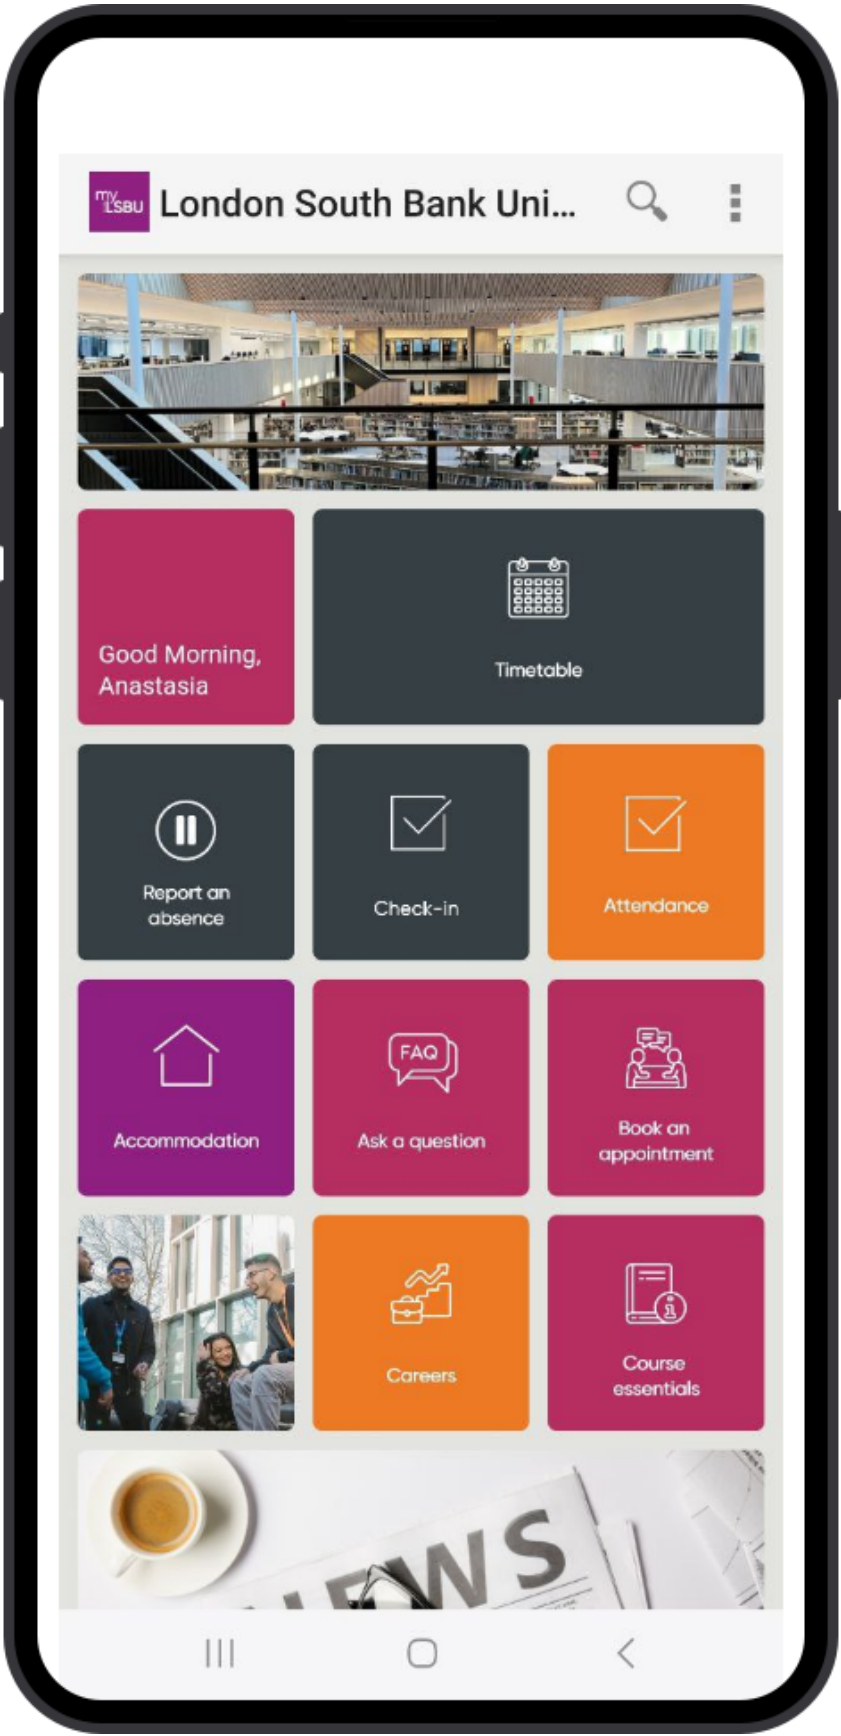 my
LSBU
London South Bank Uni...
Good Morning,
Anastasia
Timetable
Report an
absence
Check-in
Attendance
Accommodation
FAQ
Ask a question
Book an
appointment
Careers
Course
essentials
NEWS